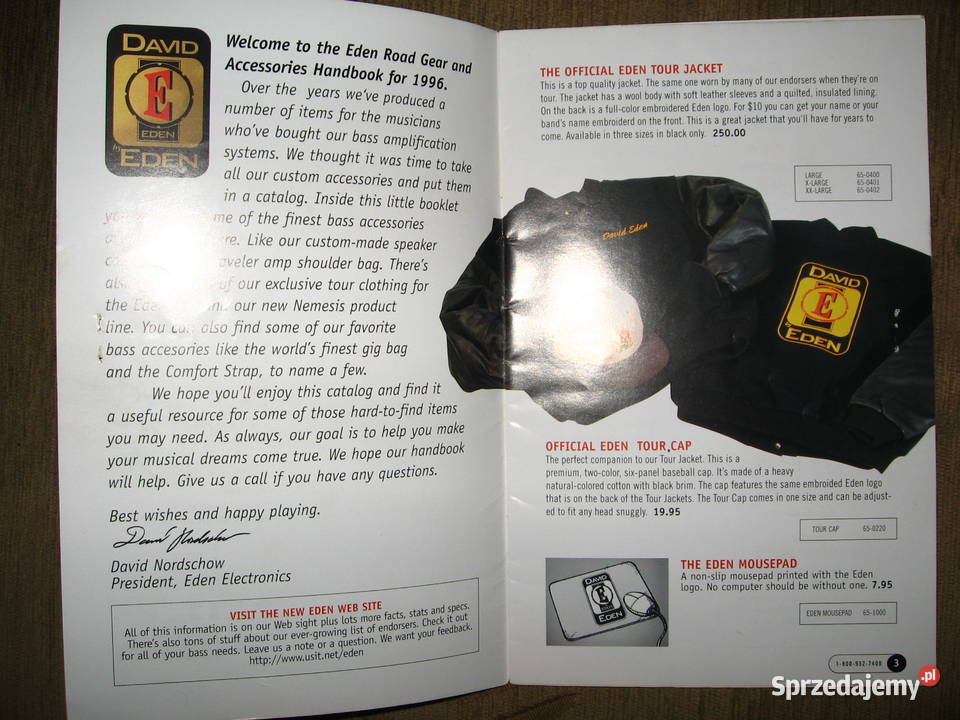 DAVID
E
EDEN
by
EDEN
Welcome to the Eden Road Gear and
Accessories Handbook for 1996.
Over the years we've produced a
number of items for the musicians
who've bought our bass amplification
systems. We thought it was time to take
all our custom accessories and put them
in a catalog. Inside this little booklet
me of the finest bass accessories
re. Like our custom-made speaker
aveler amp shoulder bag. There's
of our exclusive tour clothing for
the our new Nemesis product
line. You can also find some of our favorite
bass accesories like the world's finest gig bag
and the Comfort Strap, to name a few.
We hope you'll enjoy this catalog and find it
a useful resource for some of those hard-to-find items
you may need. As always, our goal is to help you make
your musical dreams come true. We hope our handbook
will help. Give us a call if you have any questions.
Best wishes and happy playing.
David Nordschow
President, Eden Electronics
VISIT THE NEW EDEN WEB SITE
All of this information is on our Web sight plus lots more facts, stats and specs.
There's also tons of stuff about our ever-growing list of endorsers. Check it out
for all of your bass needs. Leave us a note or a question. We want your feedback.
http://www.usit.net/eden
THE OFFICIAL EDEN TOUR JACKET
This is a top quality jacket. The same one worn by many of our endorsers when they're on
tour. The jacket has a wool body with soft leather sleeves and a quilted, insulated lining.
On the back is a full-color embroidered Eden logo. For $10 you can get your name or your
band's name embroiderd on the front. This is a great jacket that you'll have for years to
come. Available in three sizes in black only. 250.00
LARGE 65-0400
X-LARGE 65-0401
XX-LARGE 65-0402
David Eden
DAVID
E
by
EDEN
OFFICIAL EDEN TOUR CAP
The perfect companion to our Tour Jacket. This is a
premium, two-color, six-panel baseball cap. It's made of a heavy
natural-colored cotton with black brim. The cap features the same embroided Eden logo
that is on the back of the Tour Jackets. The Tour Cap comes in one size and can be adjust-
ed to fit any head snuggly. 19.95
TOUR CAP 65-0220
DAVID
E
EDEN
THE EDEN MOUSEPAD
A non-slip mousepad printed with the Eden
logo. No computer should be without one. 7.95
EDEN MOUSEPAD 65-1000
1-800-932-7408
3
Sprzedajemy.pl